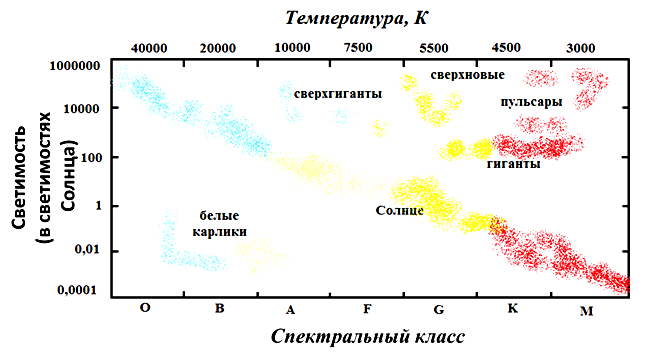 Температура, К
40000 20000 10000 7500 5500 4500 3000
1000000
10000
100
1
0,01
0,0001
Светимость
(в светимостях
Солнца)
сверхгиганты
сверхновые
пульсары
гиганты
Солнце
белые
карлики
O B A F G K M
Спектральный класс